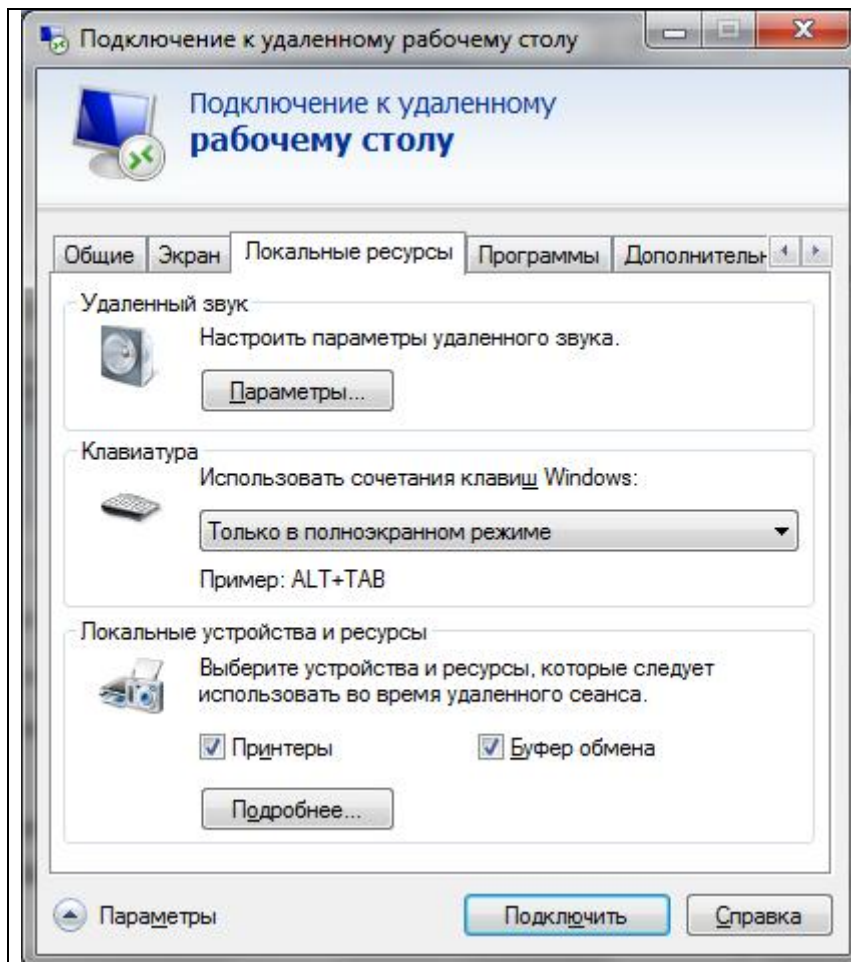 Подключение к удаленному рабочему столу
Подключение к удаленному
рабочему столу
Общие Экран Локальные ресурсы Программы Дополнительн
Удаленный звук
Настроить параметры удаленного звука.
Параметры...
Клавиатура
Использовать сочетания клавиш Windows:
Только в полноэкранном режиме
Пример: ALT+TAB
Локальные устройства и ресурсы
Выберите устройства и ресурсы, которые следует
использовать во время удаленного сеанса.
Принтеры Буфер обмена
Подробнее...
Параметры Подключить Справка